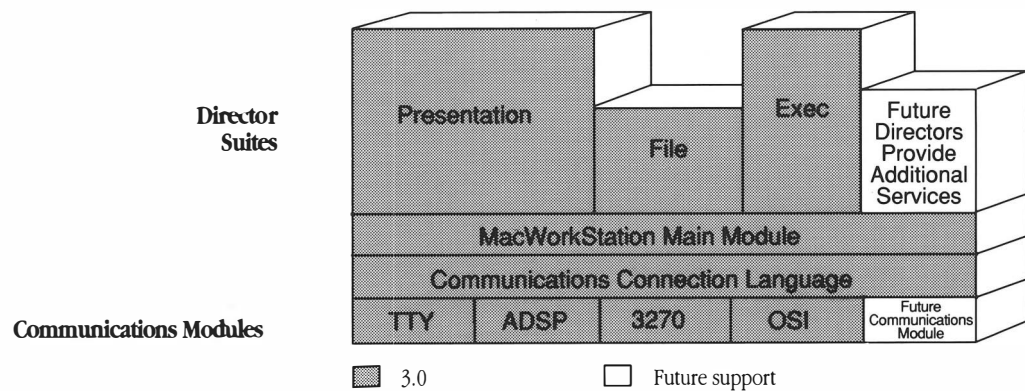 Director
Suites
Presentation
File
Exec
Future
Directors
Provide
Additional
Services
MacWorkStation Main Module
Communications Connection Language
Communications Modules
TTY
ADSP
3270
OSI
Future
Communications
Module
3.0
Future support